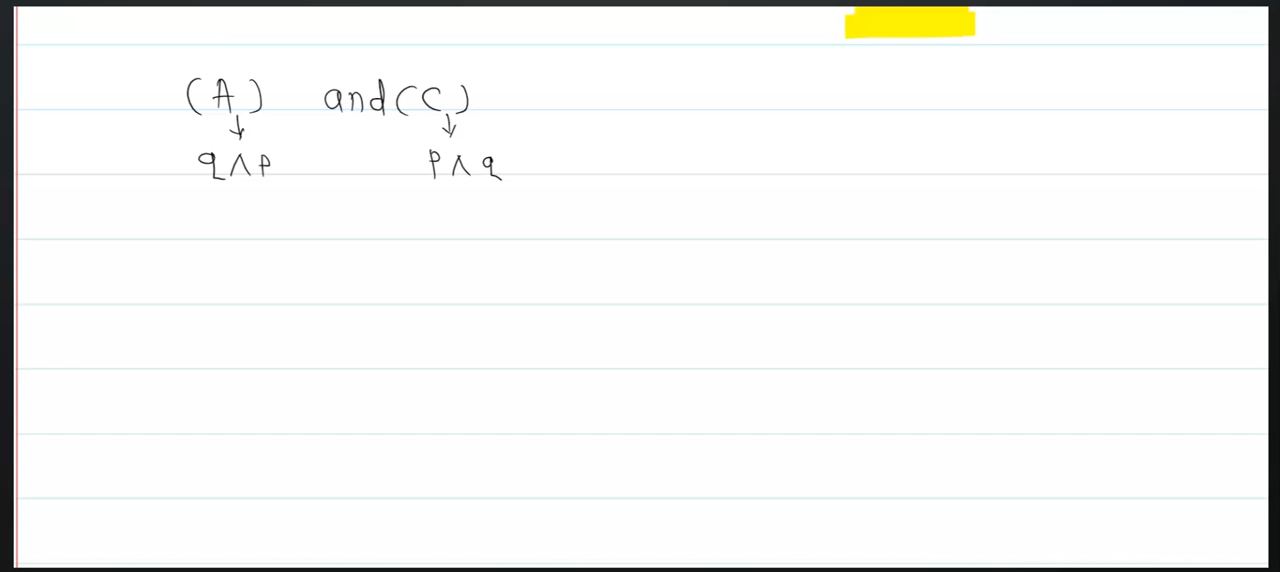 (A) and (C)
↓ ↓
q∧p p∧q